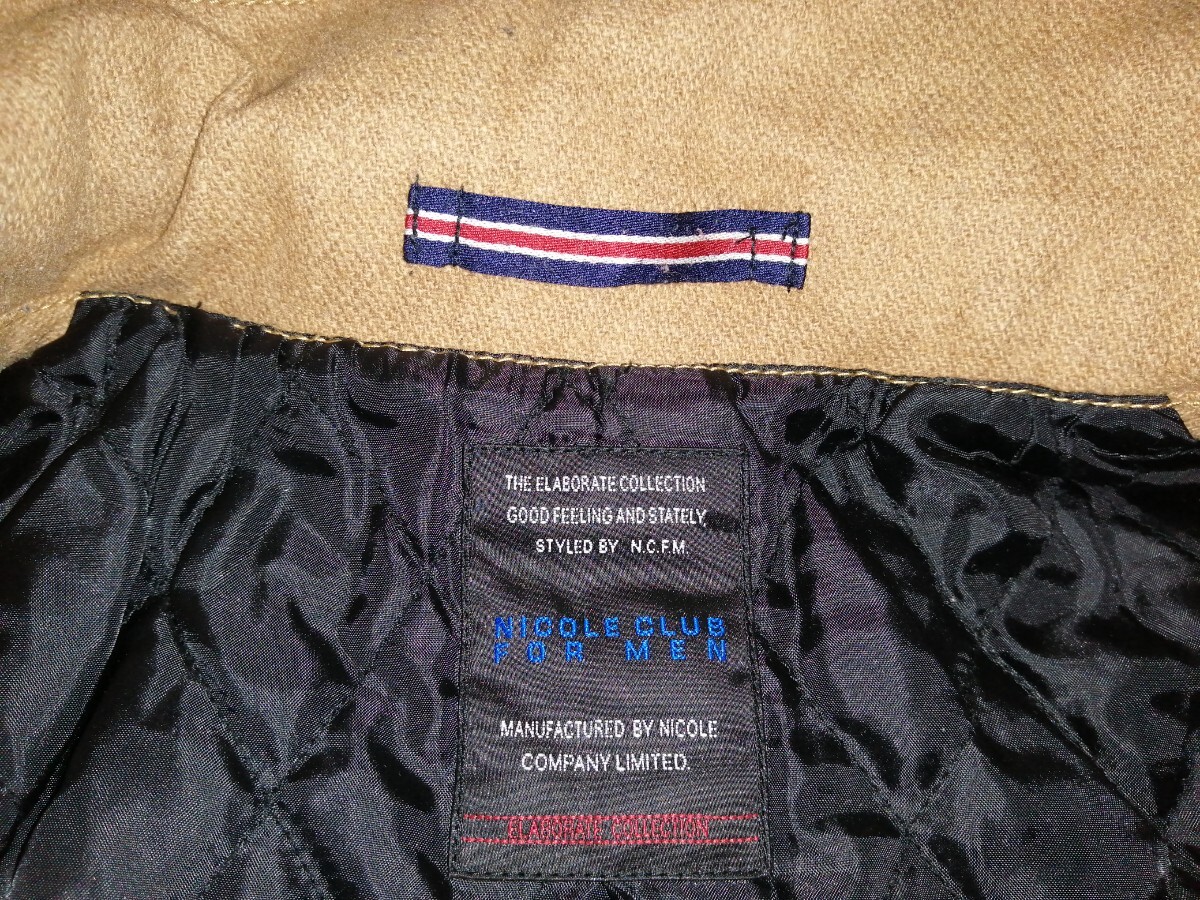 THE ELABORATE COLLECTION
GOOD FEELING AND STATELY,
STYLED BY N.C.F.M.
NICOLE CLUB
FOR MEN
MANUFACTURED BY NICOLE
COMPANY LIMITED.
ELABORATE COLLECTION